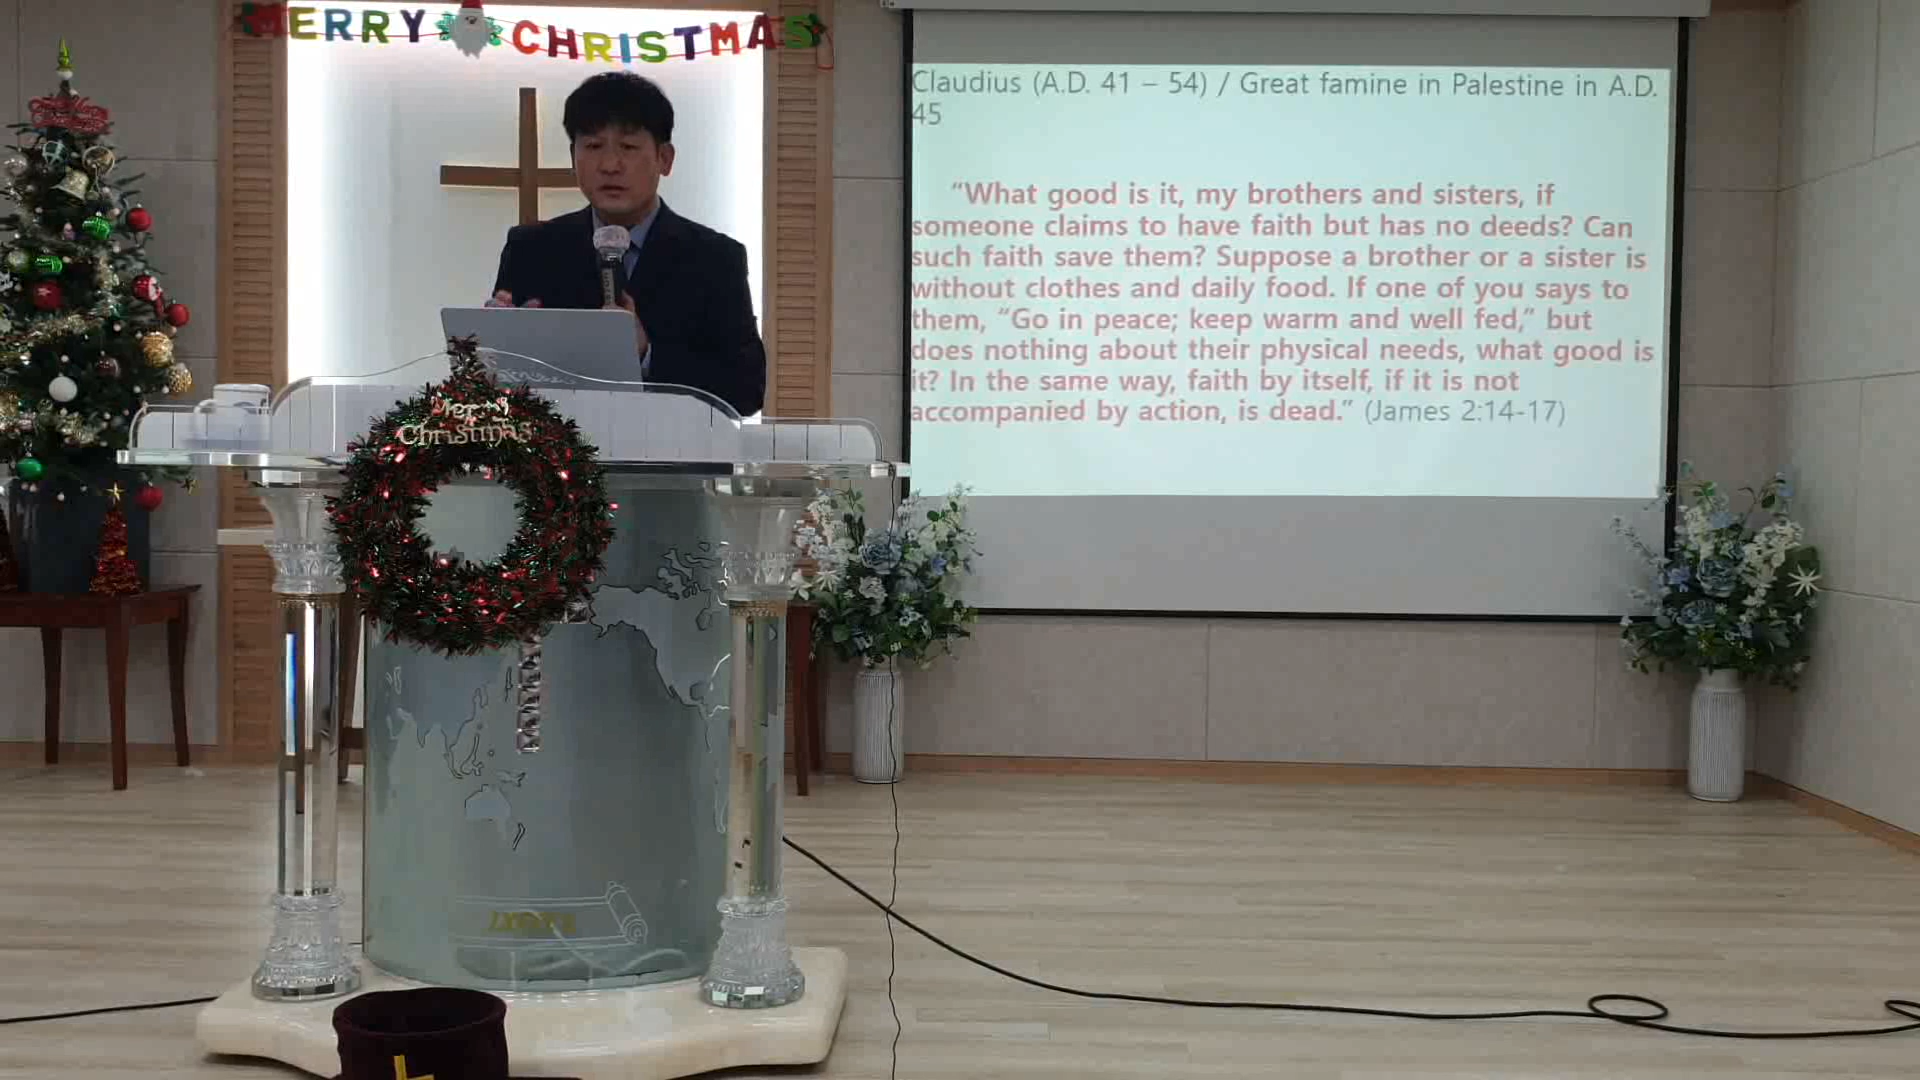 MERRY CHRISTMAS
Claudius (A.D. 41 – 54) / Great famine in Palestine in A.D.
45
“What good is it, my brothers and sisters, if
someone claims to have faith but has no deeds? Can
such faith save them? Suppose a brother or a sister is
without clothes and daily food. If one of you says to
them, “Go in peace; keep warm and well fed,” but
does nothing about their physical needs, what good is
it? In the same way, faith by itself, if it is not
accompanied by action, is dead.” (James 2:14-17)
Merry
Christmas